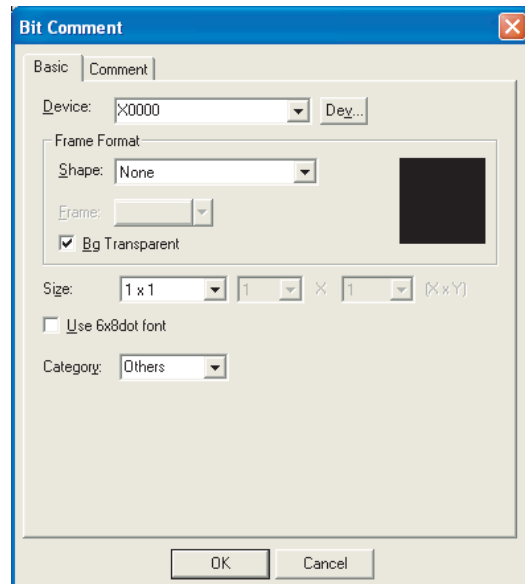 Bit Comment
Basic Comment
Device: X0000 Dev...
Frame Format
Shape: None
Frame:
Bg Transparent
Size: 1 x 1 1 X 1 (X x Y)
Use 6x8dot font
Category: Others
OK Cancel